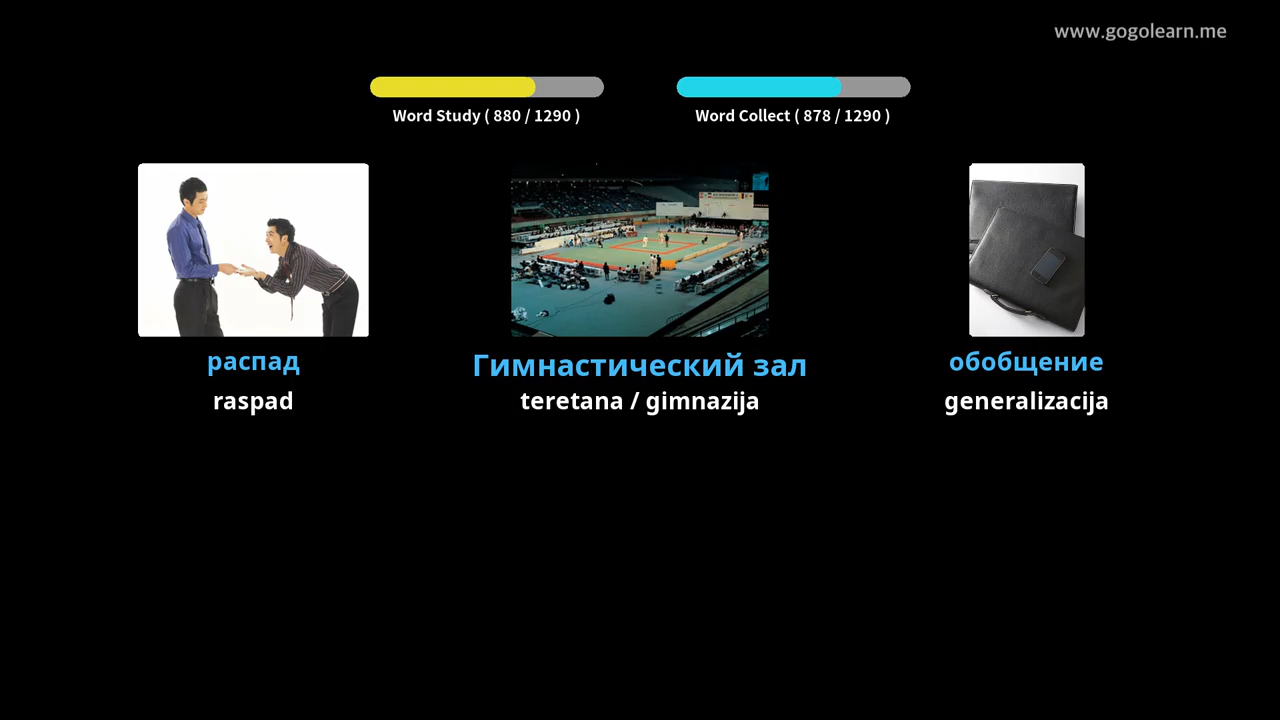 www.gogolearn.me
Word Study ( 880 / 1290 )
Word Collect ( 878 / 1290 )
распад
Гимнастический зал
обобщение
raspad
teretana / gimnazija
generalizacija